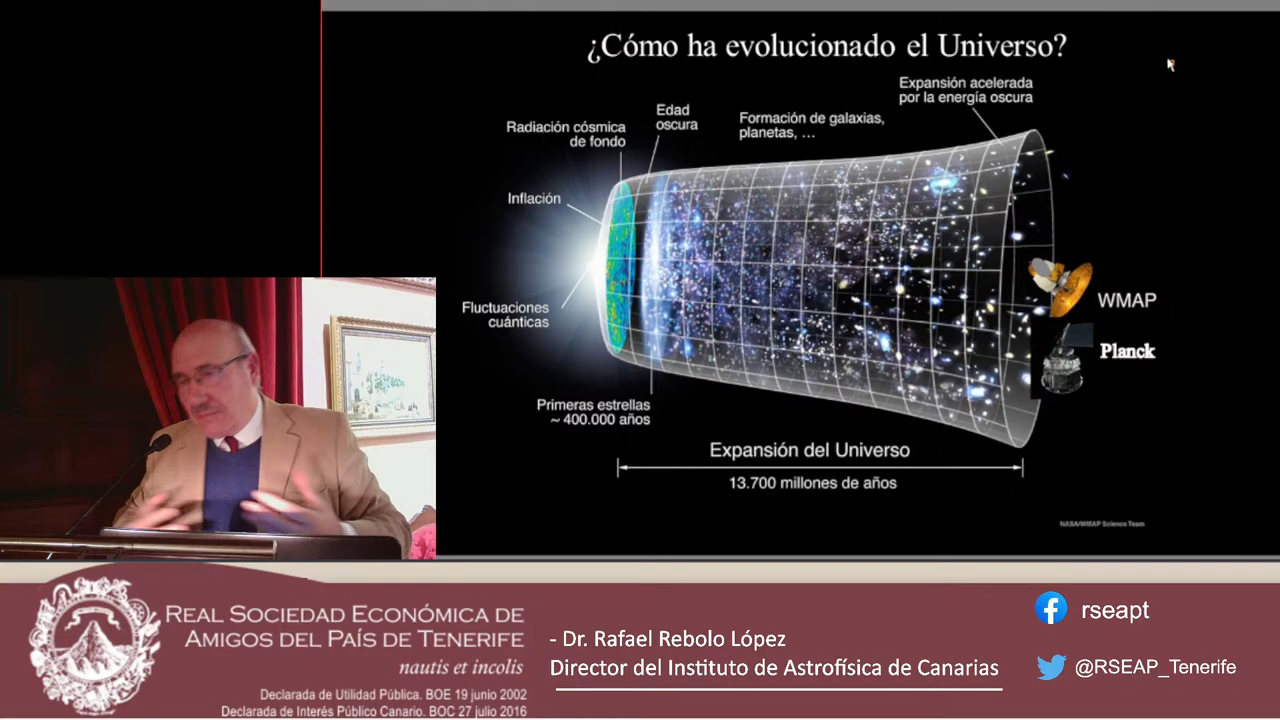 ¿Cómo ha evolucionado el Universo?
Expansión acelerada
por la energía oscura
Edad
oscura
Formación de galaxias,
planetas, ...
Radiación cósmica
de fondo
Inflación
Fluctuaciones
cuánticas
WMAP
Planck
Primeras estrellas
~ 400.000 años
Expansión del Universo
13.700 millones de años
NASA/WMAP Science Team
REAL SOCIEDAD ECONÓMICA DE
AMIGOS DEL PAÍS DE TENERIFE
nautis et incolis
Declarada de Utilidad Pública. BOE 19 junio 2002
Declarada de Interés Público Canario. BOC 27 julio 2016
- Dr. Rafael Rebolo López
Director del Instituto de Astrofísica de Canarias
rseapt
@RSEAP_Tenerife